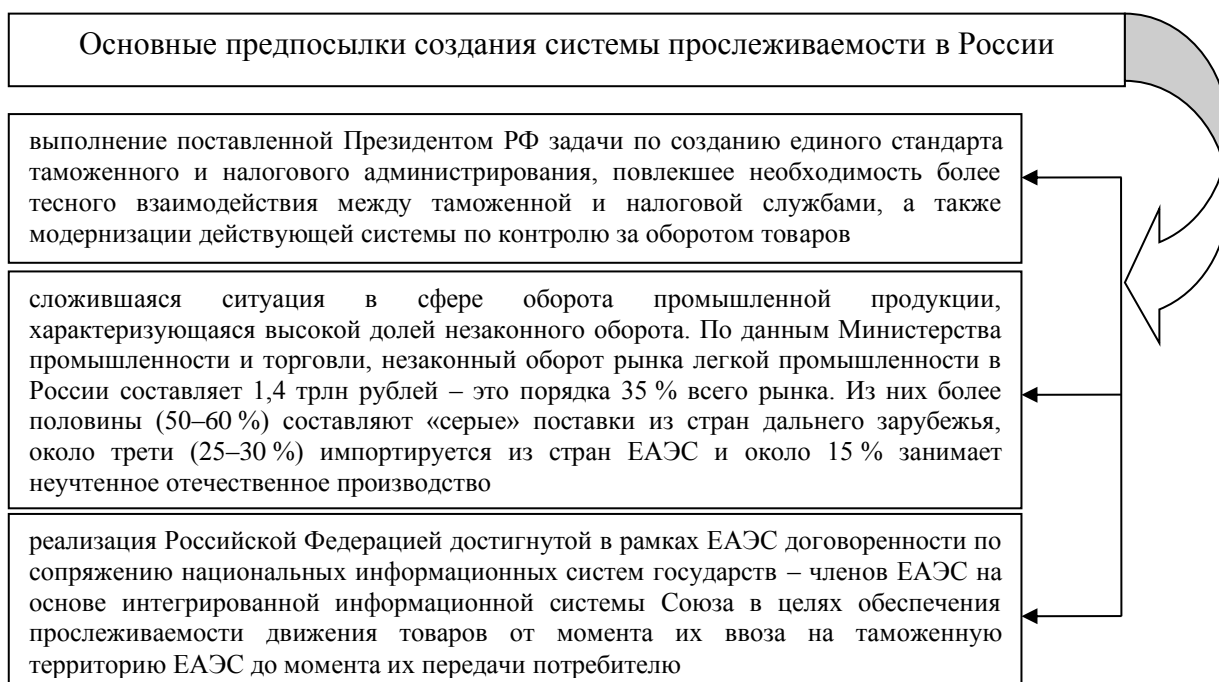 Основные предпосылки создания системы прослеживаемости в России
выполнение поставленной Президентом РФ задачи по созданию единого стандарта
таможенного и налогового администрирования, повлекшее необходимость более
тесного взаимодействия между таможенной и налоговой службами, а также
модернизации действующей системы по контролю за оборотом товаров
сложившаяся ситуация в сфере оборота промышленной продукции,
характеризующаяся высокой долей незаконного оборота. По данным Министерства
промышленности и торговли, незаконный оборот рынка легкой промышленности в
России составляет 1,4 трлн рублей – это порядка 35 % всего рынка. Из них более
половины (50–60 %) составляют «серые» поставки из стран дальнего зарубежья,
около трети (25–30 %) импортируется из стран ЕАЭС и около 15 % занимает
неучтенное отечественное производство
реализация Российской Федерацией достигнутой в рамках ЕАЭС договоренности по
сопряжению национальных информационных систем государств – членов ЕАЭС на
основе интегрированной информационной системы Союза в целях обеспечения
прослеживаемости движения товаров от момента их ввоза на таможенную
территорию ЕАЭС до момента их передачи потребителю